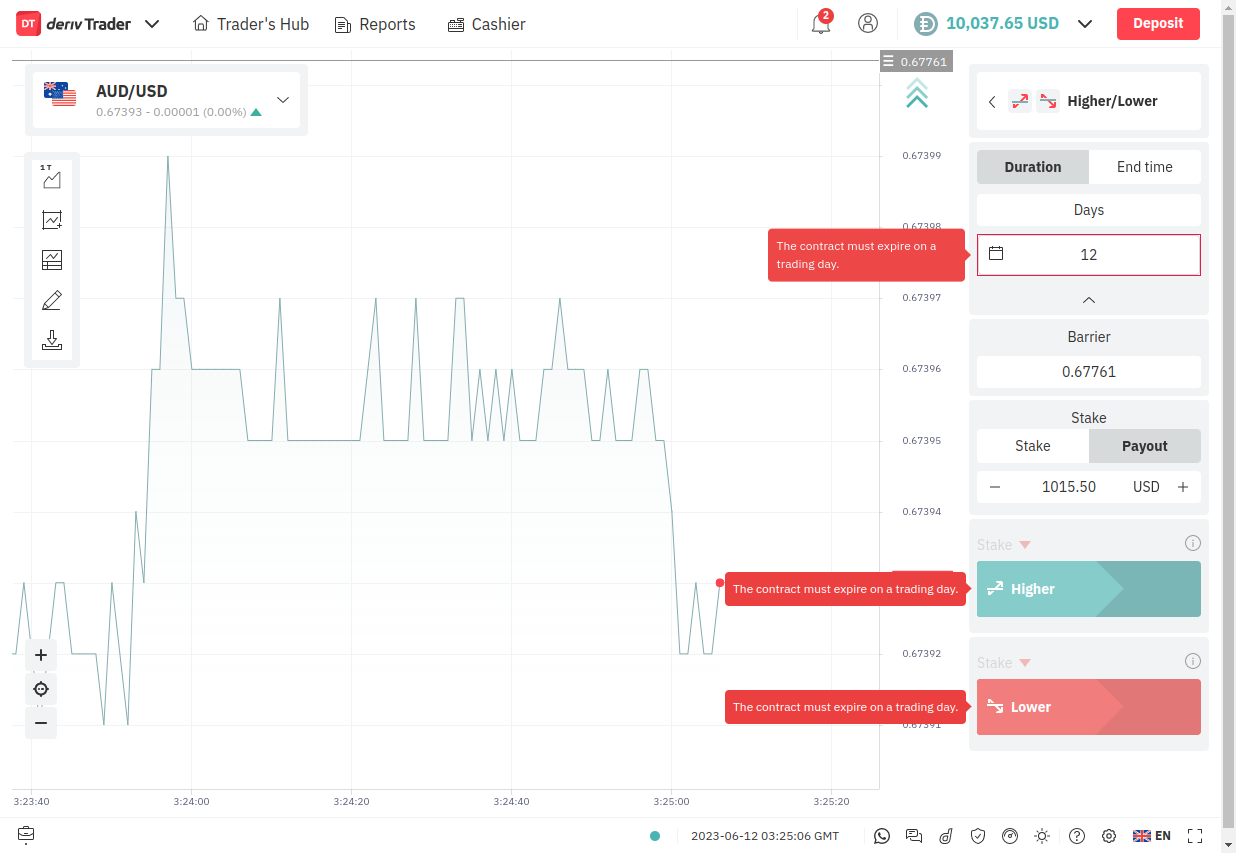 DT deriv Trader
Trader's Hub
Reports
Cashier
2
10,037.65 USD
Deposit
0.67761
AUD/USD
0.67393 - 0.00001 (0.00%)
1 T
0.67399
0.67398
0.67397
0.67396
0.67395
0.67394
0.67392
0.67391
3:23:40
3:24:00
3:24:20
3:24:40
3:25:00
3:25:20
Higher/Lower
Duration
End time
Days
The contract must expire on a
trading day.
12
Barrier
0.67761
Stake
Stake
Payout
1015.50
USD
Stake
The contract must expire on a trading day.
Higher
Stake
The contract must expire on a trading day.
Lower
2023-06-12 03:25:06 GMT
EN